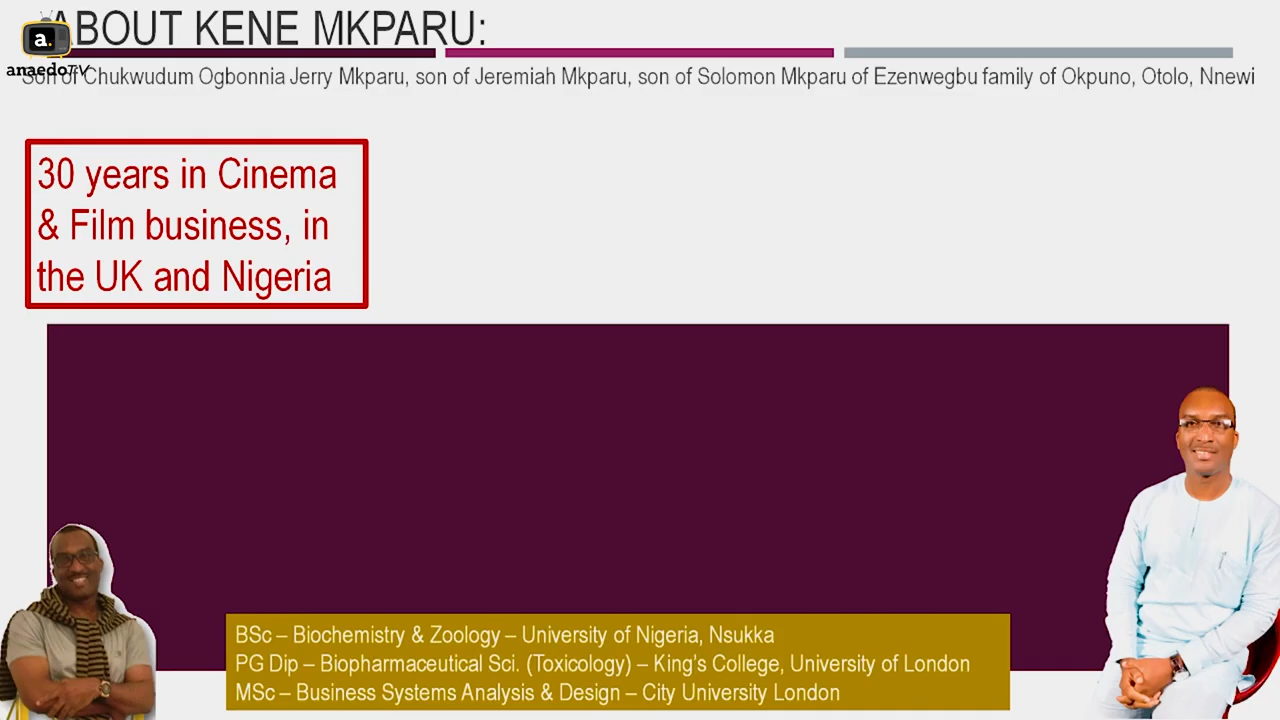 ABOUT KENE MKPARU:
a.
anaedoTV
Son of Chukwudum Ogbonnia Jerry Mkparu, son of Jeremiah Mkparu, son of Solomon Mkparu of Ezenwegbu family of Okpuno, Otolo, Nnewi
30 years in Cinema
& Film business, in
the UK and Nigeria
BSc – Biochemistry & Zoology – University of Nigeria, Nsukka
PG Dip – Biopharmaceutical Sci. (Toxicology) – King's College, University of London
MSc – Business Systems Analysis & Design – City University London